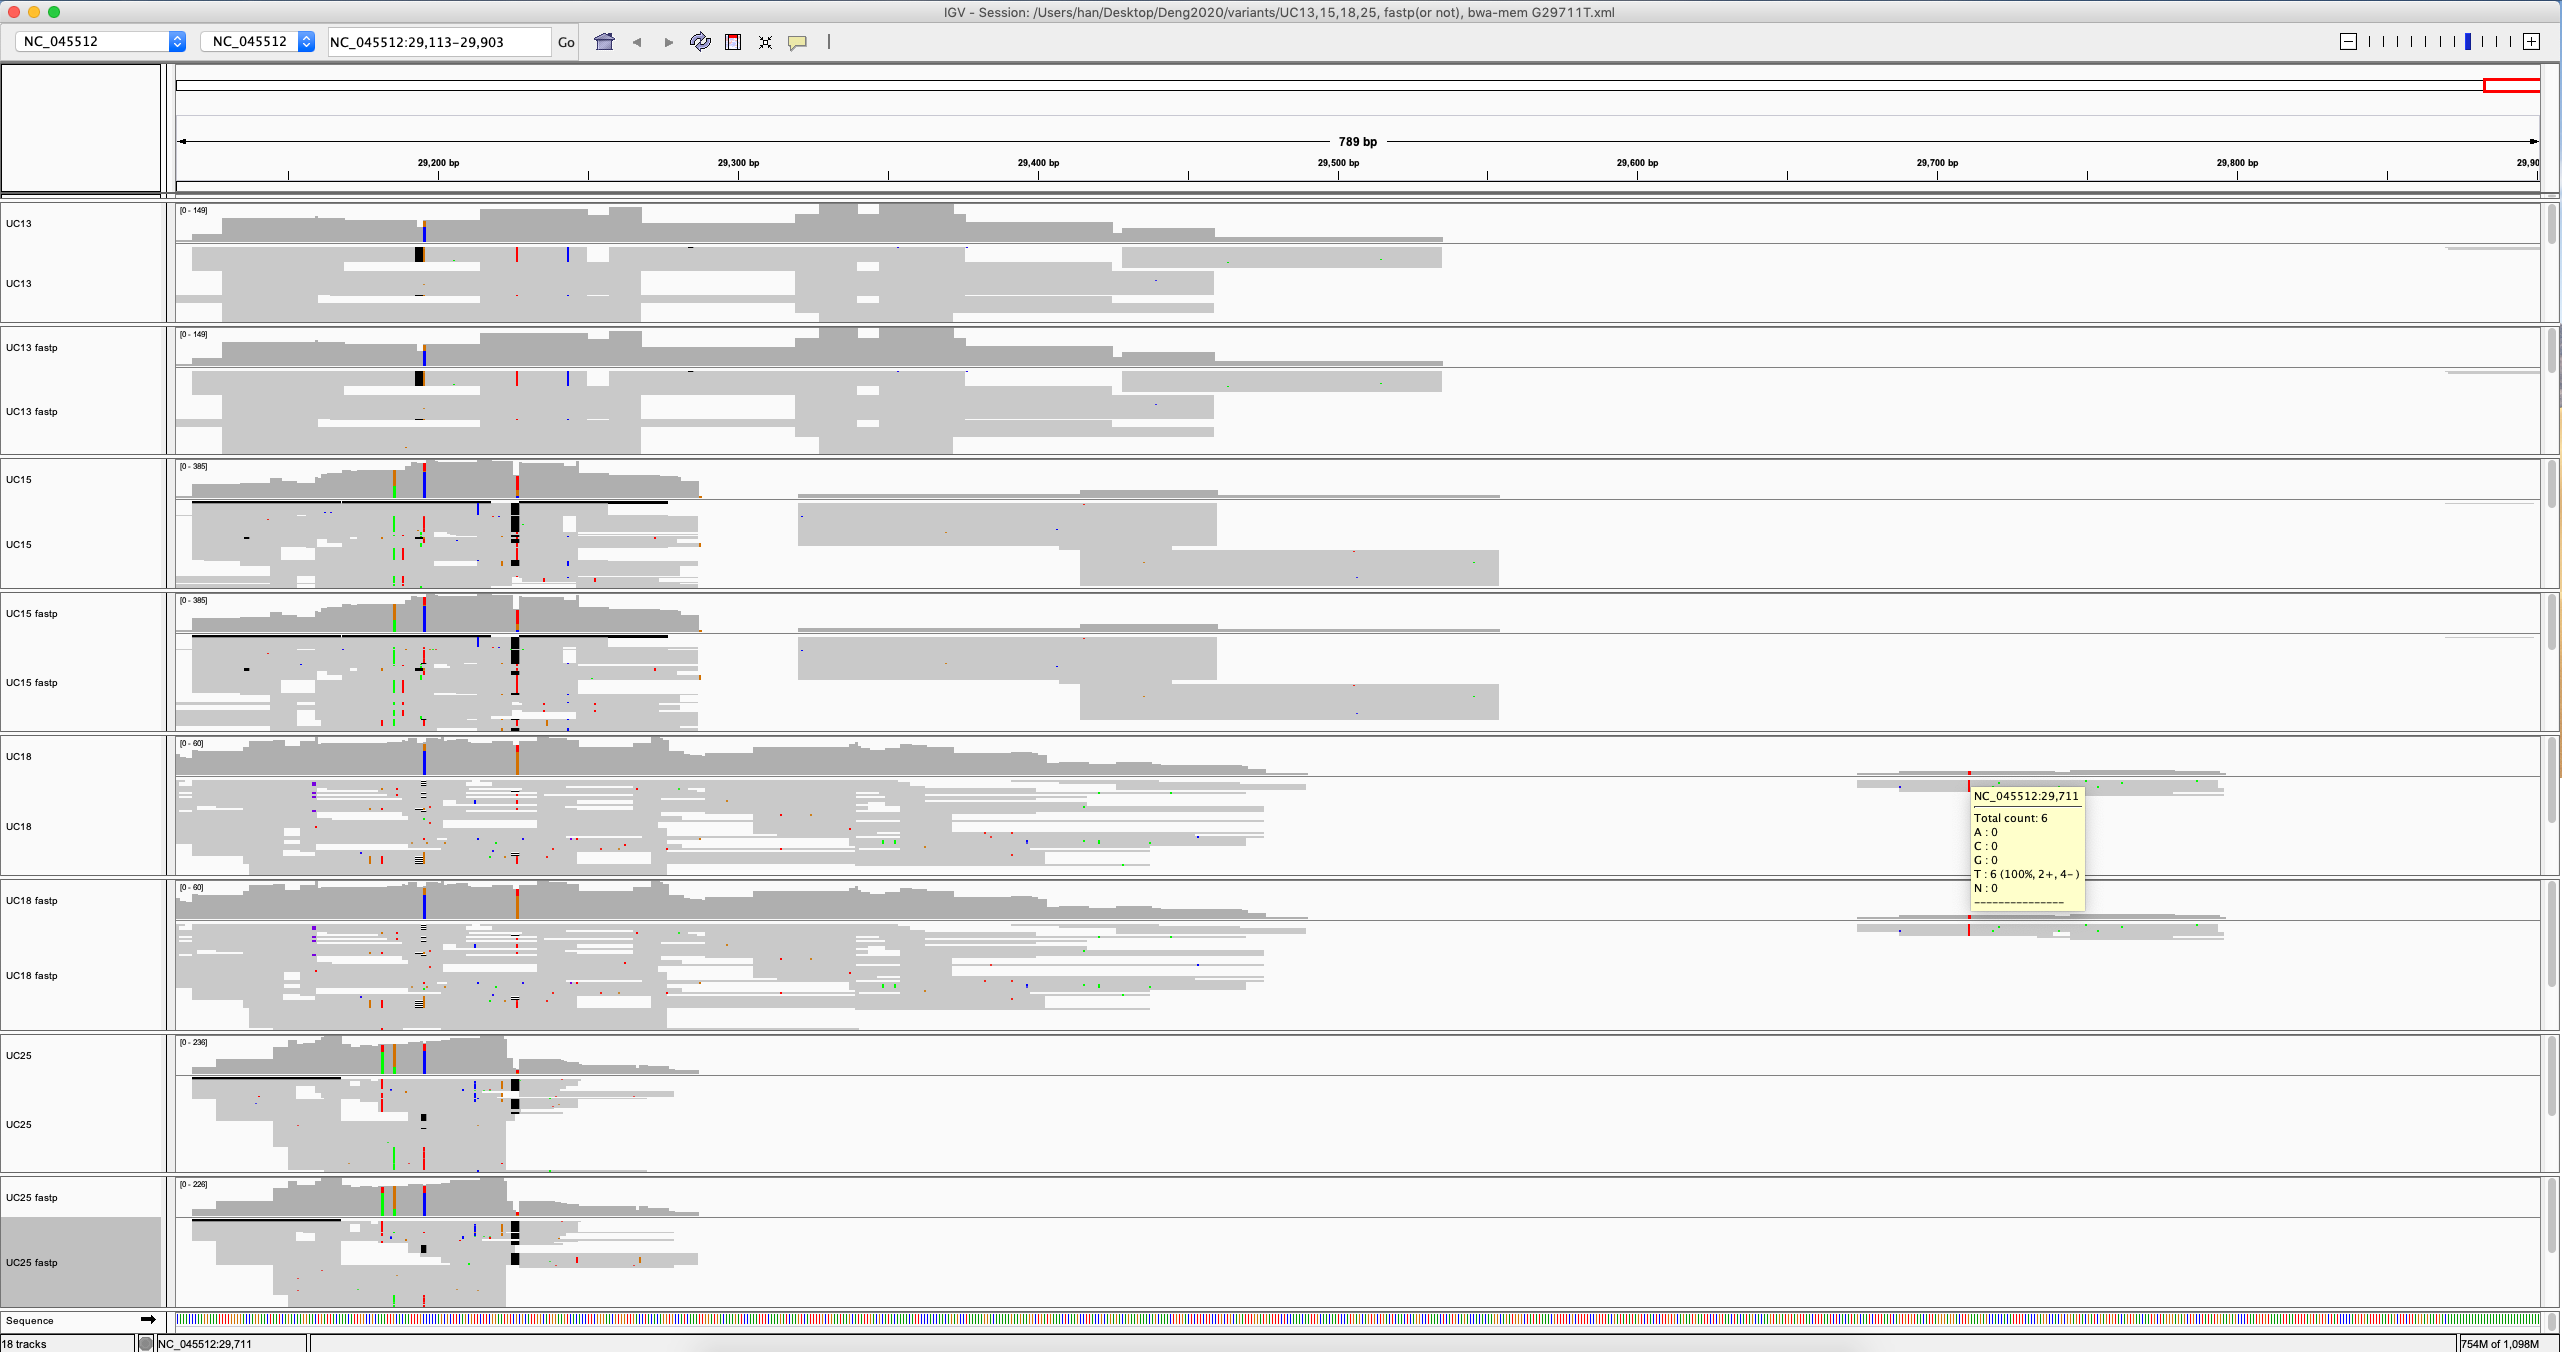 IGV - Session: /Users/han/Desktop/Deng2020/variants/UC13,15,18,25, fastp(or not), bwa-mem G29711T.xml
NC_045512 NC_045512 NC_045512:29,113-29,903 Go
789 bp
29,200 bp 29,300 bp 29,400 bp 29,500 bp 29,600 bp 29,700 bp 29,800 bp 29,90
[0 - 149]
UC13
UC13
[0 - 149]
UC13 fastp
UC13 fastp
[0 - 385]
UC15
UC15
[0 - 385]
UC15 fastp
UC15 fastp
[0 - 60]
UC18
UC18
NC_045512:29,711
Total count: 6
A : 0
C : 0
G : 0
T : 6 (100%, 2+, 4- )
N : 0
---------------
[0 - 60]
UC18 fastp
UC18 fastp
[0 - 236]
UC25
UC25
[0 - 226]
UC25 fastp
UC25 fastp
Sequence
18 tracks NC_045512:29,711 754M of 1,098M